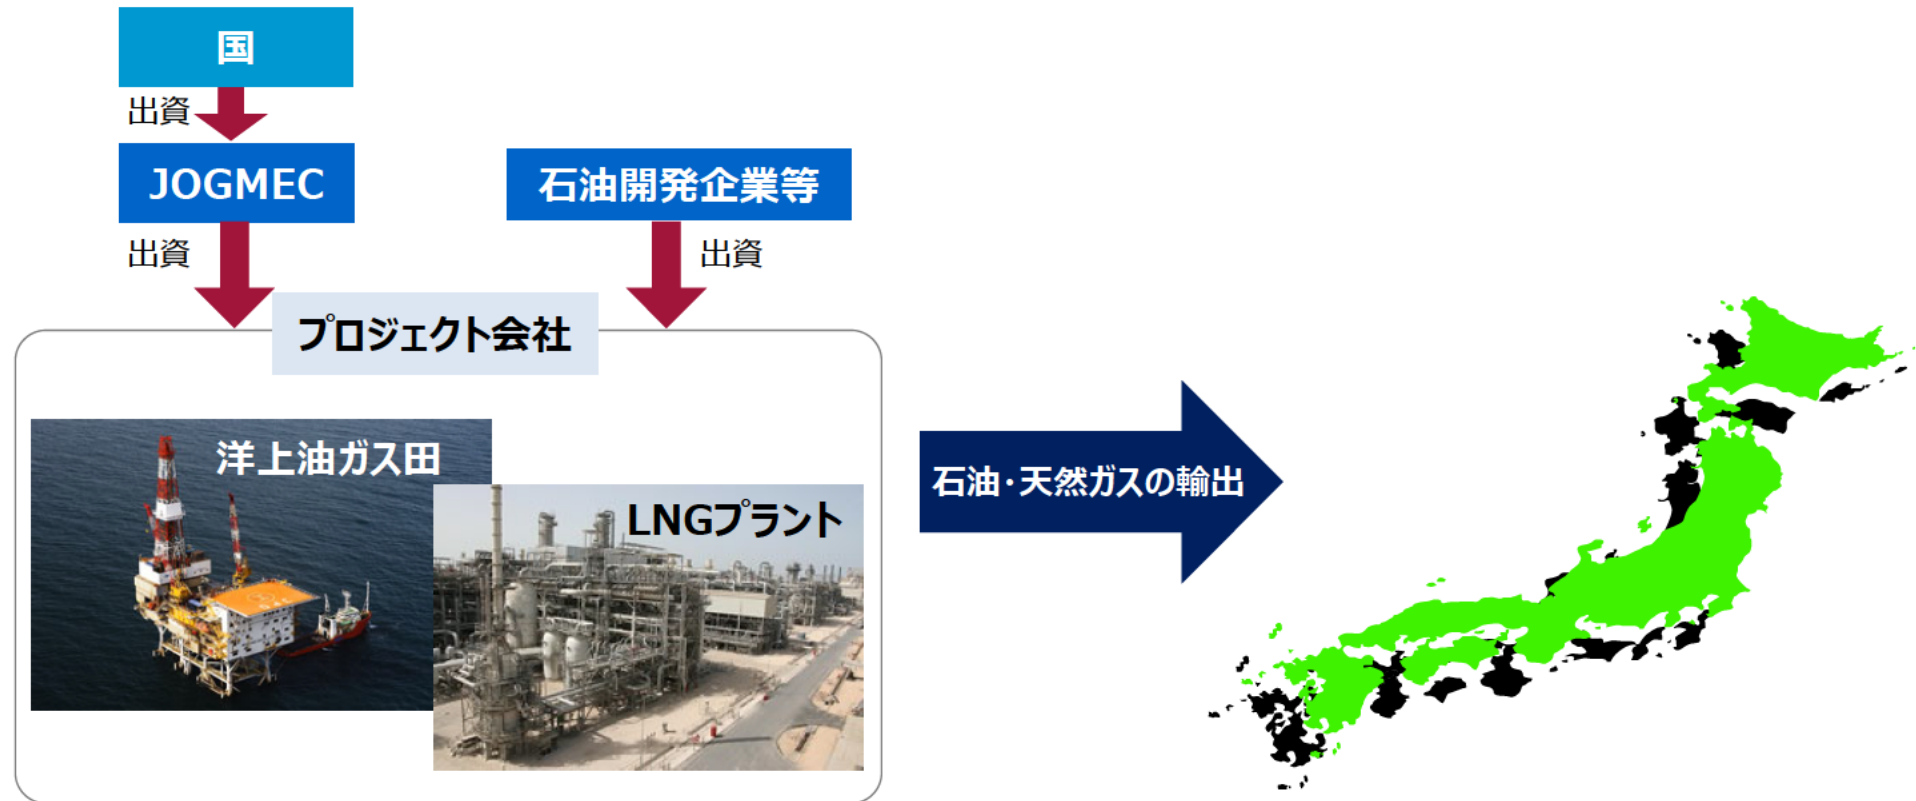 国
出資
JOGMEC
石油開発企業等
出資
出資
プロジェクト会社
洋上油ガス田
LNGプラント
石油・天然ガスの輸出